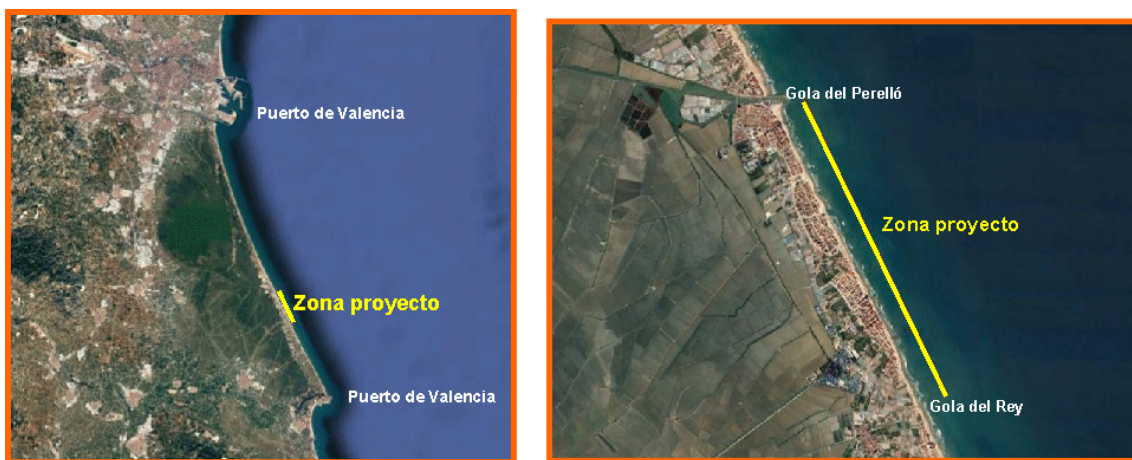 Puerto de Valencia
Zona proyecto
Puerto de Valencia
Gola del Perelló
Zona proyecto
Gola del Rey